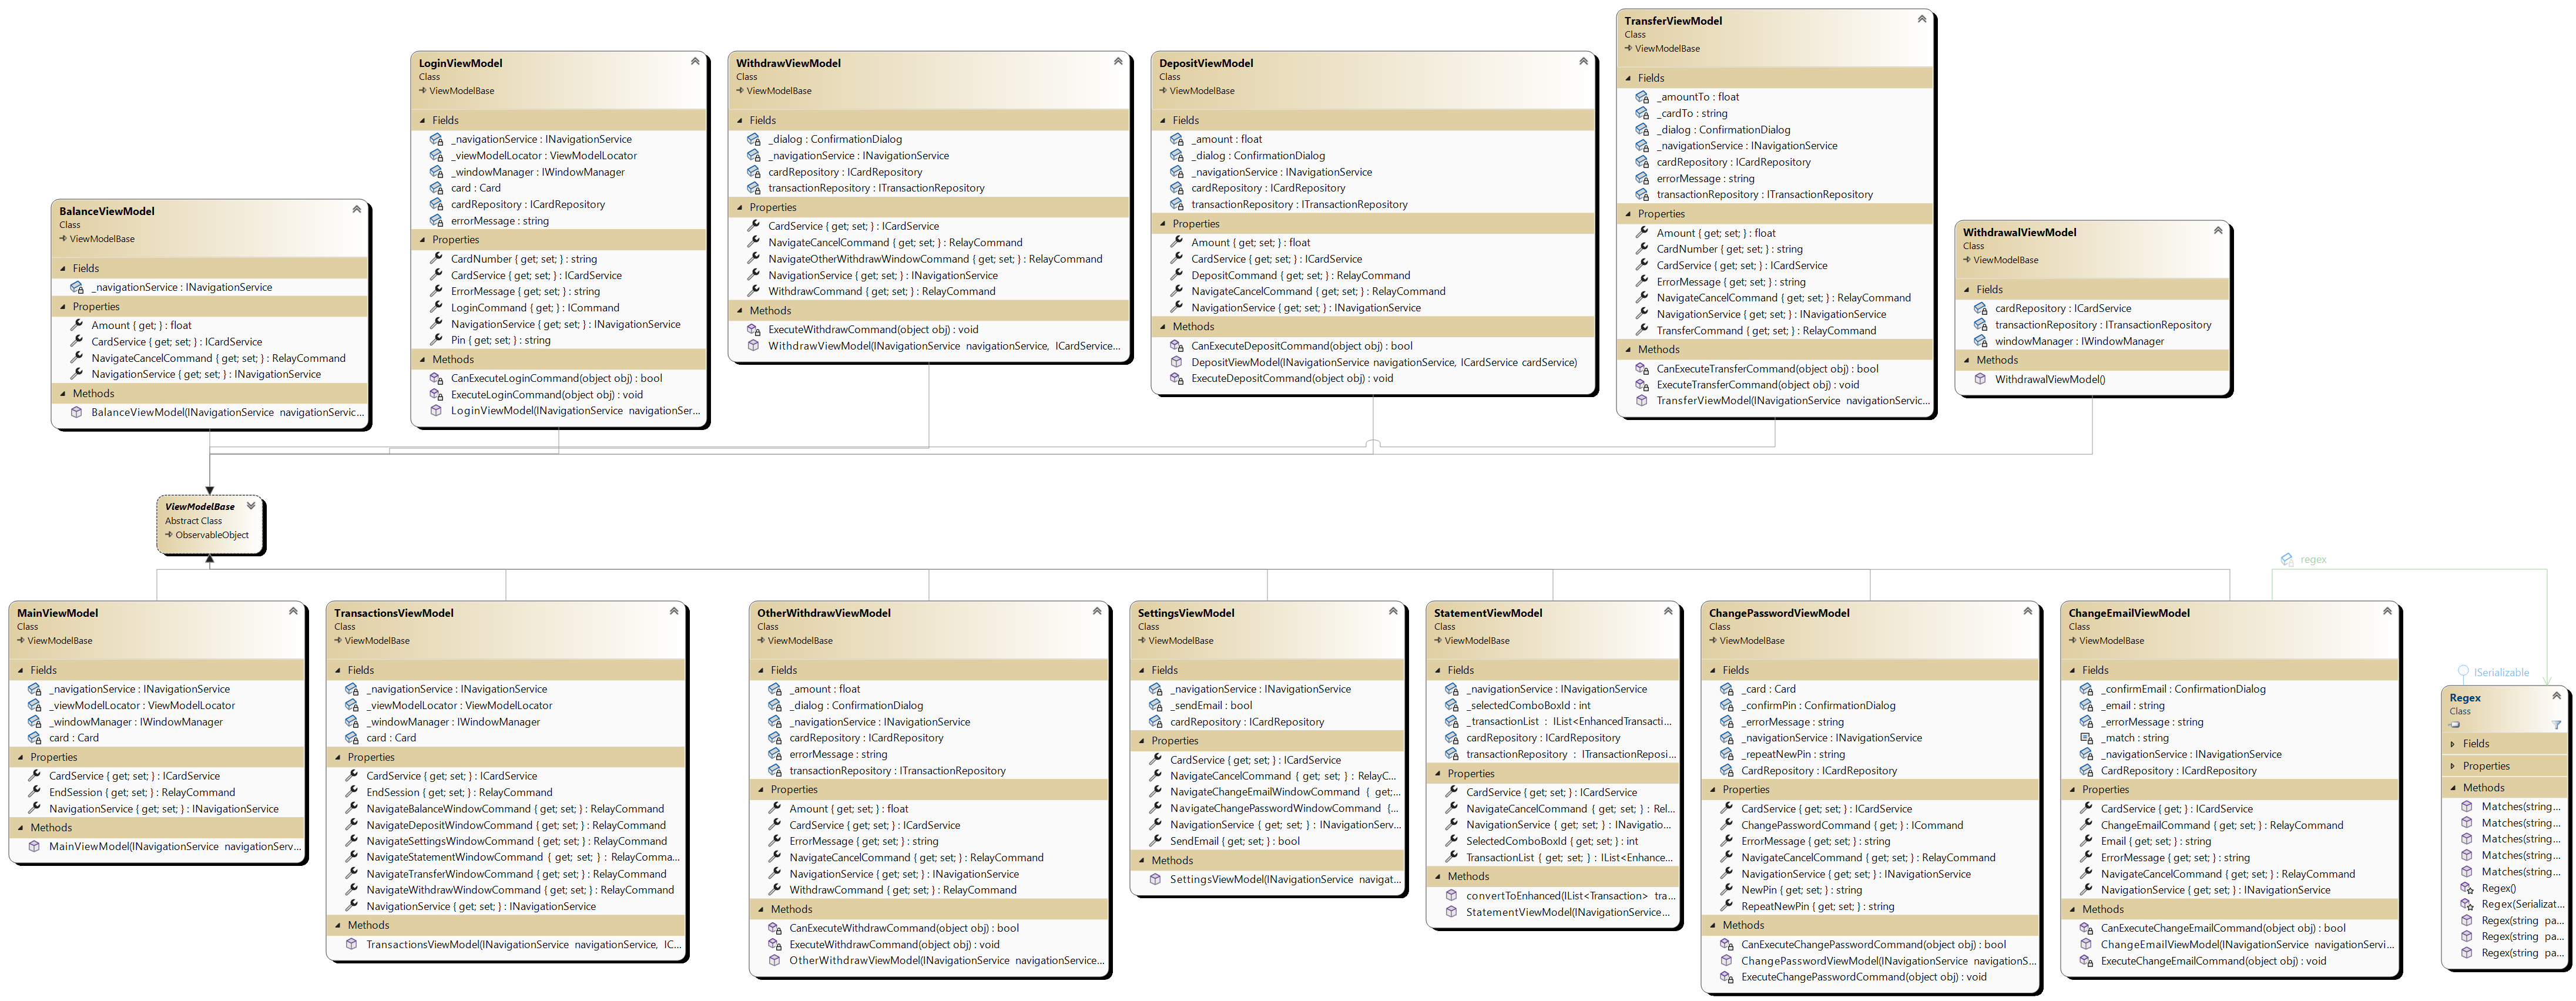 BalanceViewModel
Class
ViewModelBase
Fields
_navigationService : INavigationService
Properties
Amount { get; } : float
CardService { get; set; } : ICardService
NavigateCancelCommand { get; set; } : RelayCommand
NavigationService { get; set; } : INavigationService
Methods
BalanceViewModel(INavigationService navigationServic...
LoginViewModel
Class
ViewModelBase
Fields
_navigationService : INavigationService
_viewModelLocator : ViewModelLocator
_windowManager : IWindowManager
card : Card
cardRepository : ICardRepository
errorMessage : string
Properties
CardNumber { get; set; } : string
CardService { get; set; } : ICardService
ErrorMessage { get; set; } : string
LoginCommand { get; } : ICommand
NavigationService { get; set; } : INavigationService
Pin { get; set; } : string
Methods
CanExecuteLoginCommand(object obj) : bool
ExecuteLoginCommand(object obj) : void
LoginViewModel(INavigationService navigationSer...
WithdrawViewModel
Class
ViewModelBase
Fields
_dialog : ConfirmationDialog
_navigationService : INavigationService
cardRepository : ICardRepository
transactionRepository : ITransactionRepository
Properties
CardService { get; set; } : ICardService
NavigateCancelCommand { get; set; } : RelayCommand
NavigateOtherWithdrawWindowCommand { get; set; } : RelayCommand
NavigationService { get; set; } : INavigationService
WithdrawCommand { get; set; } : RelayCommand
Methods
ExecuteWithdrawCommand(object obj) : void
WithdrawViewModel(INavigationService navigationService, ICardService...
DepositViewModel
Class
ViewModelBase
Fields
_amount : float
_dialog : ConfirmationDialog
_navigationService : INavigationService
cardRepository : ICardRepository
transactionRepository : ITransactionRepository
Properties
Amount { get; set; } : float
CardService { get; set; } : ICardService
DepositCommand { get; set; } : RelayCommand
NavigateCancelCommand { get; set; } : RelayCommand
NavigationService { get; set; } : INavigationService
Methods
CanExecuteDepositCommand(object obj) : bool
DepositViewModel(INavigationService navigationService, ICardService cardService)
ExecuteDepositCommand(object obj) : void
TransferViewModel
Class
ViewModelBase
Fields
_amountTo : float
_cardTo : string
_dialog : ConfirmationDialog
_navigationService : INavigationService
cardRepository : ICardRepository
errorMessage : string
transactionRepository : ITransactionRepository
Properties
Amount { get; set; } : float
CardNumber { get; set; } : string
CardService { get; set; } : ICardService
ErrorMessage { get; set; } : string
NavigateCancelCommand { get; set; } : RelayCommand
NavigationService { get; set; } : INavigationService
TransferCommand { get; set; } : RelayCommand
Methods
CanExecuteTransferCommand(object obj) : bool
ExecuteTransferCommand(object obj) : void
TransferViewModel(INavigationService navigationServic...
WithdrawalViewModel
Class
ViewModelBase
Fields
cardRepository : ICardService
transactionRepository : ITransactionRepository
windowManager : IWindowManager
Methods
WithdrawalViewModel()
ViewModelBase
Abstract Class
ObservableObject
MainViewModel
Class
ViewModelBase
Fields
_navigationService : INavigationService
_viewModelLocator : ViewModelLocator
_windowManager : IWindowManager
card : Card
Properties
CardService { get; set; } : ICardService
EndSession { get; set; } : RelayCommand
NavigationService { get; set; } : INavigationService
Methods
MainViewModel(INavigationService navigationServ...
TransactionsViewModel
Class
ViewModelBase
Fields
_navigationService : INavigationService
_viewModelLocator : ViewModelLocator
_windowManager : IWindowManager
card : Card
Properties
CardService { get; set; } : ICardService
EndSession { get; set; } : RelayCommand
NavigateBalanceWindowCommand { get; set; } : RelayCommand
NavigateDepositWindowCommand { get; set; } : RelayCommand
NavigateSettingsWindowCommand { get; set; } : RelayCommand
NavigateStatementWindowCommand { get; set; } : RelayComma...
NavigateTransferWindowCommand { get; set; } : RelayCommand
NavigateWithdrawWindowCommand { get; set; } : RelayCommand
NavigationService { get; set; } : INavigationService
Methods
TransactionsViewModel(INavigationService navigationService, IC...
OtherWithdrawViewModel
Class
ViewModelBase
Fields
_amount : float
_dialog : ConfirmationDialog
_navigationService : INavigationService
cardRepository : ICardRepository
errorMessage : string
transactionRepository : ITransactionRepository
Properties
Amount { get; set; } : float
CardService { get; set; } : ICardService
ErrorMessage { get; set; } : string
NavigateCancelCommand { get; set; } : RelayCommand
NavigationService { get; set; } : INavigationService
WithdrawCommand { get; set; } : RelayCommand
Methods
CanExecuteWithdrawCommand(object obj) : bool
ExecuteWithdrawCommand(object obj) : void
OtherWithdrawViewModel(INavigationService navigationService...
SettingsViewModel
Class
ViewModelBase
Fields
_navigationService : INavigationService
_sendEmail : bool
cardRepository : ICardRepository
Properties
CardService { get; set; } : ICardService
NavigateCancelCommand { get; set; } : RelayC...
NavigateChangeEmailWindowCommand { get;...
NavigateChangePasswordWindowCommand {...
NavigationService { get; set; } : INavigationServ...
SendEmail { get; set; } : bool
Methods
SettingsViewModel(INavigationService navigat...
StatementViewModel
Class
ViewModelBase
Fields
_navigationService : INavigationService
_selectedComboBoxId : int
_transactionList : IList<EnhancedTransacti...
cardRepository : ICardRepository
transactionRepository : ITransactionReposi...
Properties
CardService { get; set; } : ICardService
NavigateCancelCommand { get; set; } : Rel...
NavigationService { get; set; } : INavigatio...
SelectedComboBoxId { get; set; } : int
TransactionList { get; set; } : IList<Enhance...
Methods
convertToEnhanced(IList<Transaction> tra...
StatementViewModel(INavigationService...
ChangePasswordViewModel
Class
ViewModelBase
Fields
_card : Card
_confirmPin : ConfirmationDialog
_errorMessage : string
_navigationService : INavigationService
_repeatNewPin : string
CardRepository : ICardRepository
Properties
CardService { get; set; } : ICardService
ChangePasswordCommand { get; } : ICommand
ErrorMessage { get; set; } : string
NavigateCancelCommand { get; set; } : RelayCommand
NavigationService { get; set; } : INavigationService
NewPin { get; set; } : string
RepeatNewPin { get; set; } : string
Methods
CanExecuteChangePasswordCommand(object obj) : bool
ChangePasswordViewModel(INavigationService navigationS...
ExecuteChangePasswordCommand(object obj) : void
ChangeEmailViewModel
Class
ViewModelBase
Fields
_confirmEmail : ConfirmationDialog
_email : string
_errorMessage : string
_match : string
_navigationService : INavigationService
CardRepository : ICardRepository
Properties
CardService { get; } : ICardService
ChangeEmailCommand { get; set; } : RelayCommand
Email { get; set; } : string
ErrorMessage { get; set; } : string
NavigateCancelCommand { get; set; } : RelayCommand
NavigationService { get; set; } : INavigationService
Methods
CanExecuteChangeEmailCommand(object obj) : bool
ChangeEmailViewModel(INavigationService navigationServi...
ExecuteChangeEmailCommand(object obj) : void
regex
ISerializable
Regex
Class
Fields
Properties
Methods
Matches(string...
Matches(string...
Matches(string...
Matches(string...
Matches(string...
Regex()
Regex(Serializat...
Regex(string pa...
Regex(string pa...
Regex(string pa...